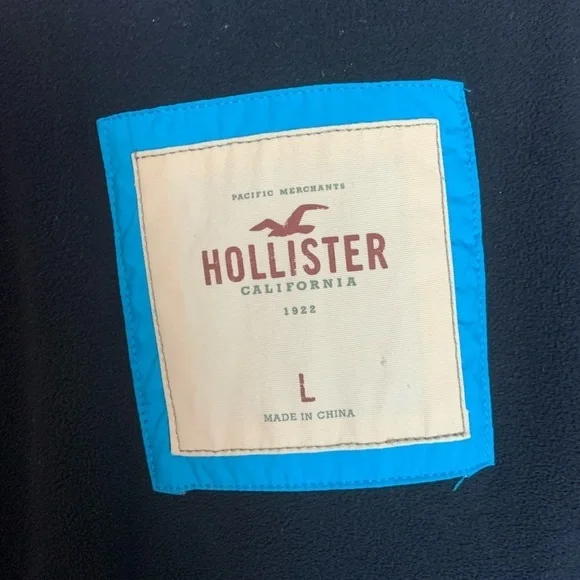 PACIFIC MERCHANTS
HOLLISTER
CALIFORNIA
1922
L
MADE IN CHINA